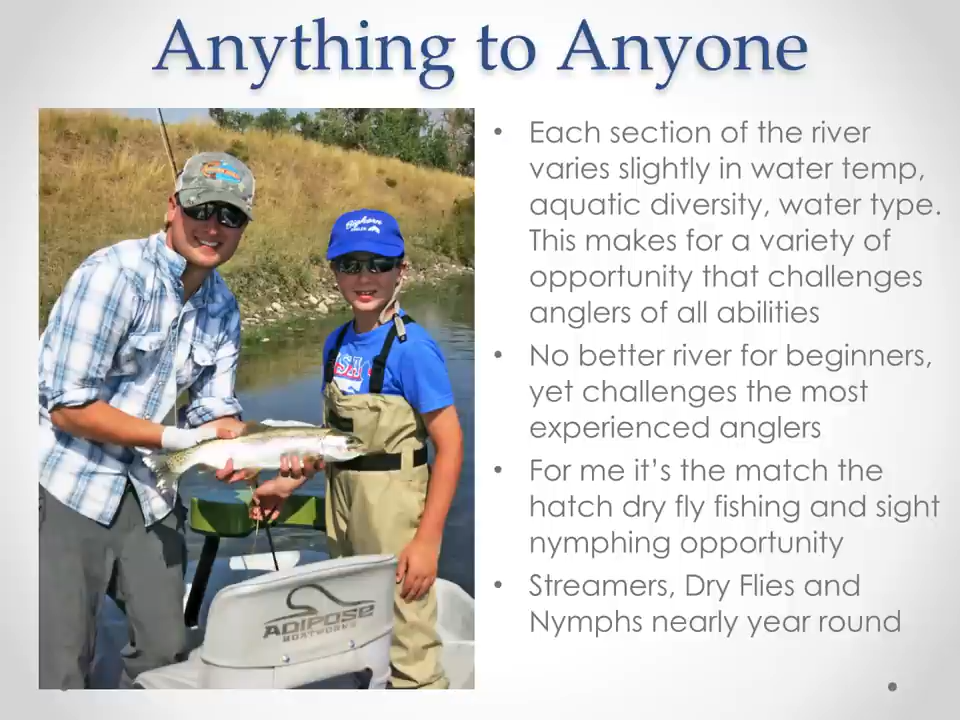 Anything to Anyone
• Each section of the river
varies slightly in water temp,
aquatic diversity, water type.
This makes for a variety of
opportunity that challenges
anglers of all abilities
• No better river for beginners,
yet challenges the most
experienced anglers
• For me it’s the match the
hatch dry fly fishing and sight
nymphing opportunity
• Streamers, Dry Flies and
Nymphs nearly year round
Bighorn
ANGLER
USA
ADIPOSE
BOATWORKS